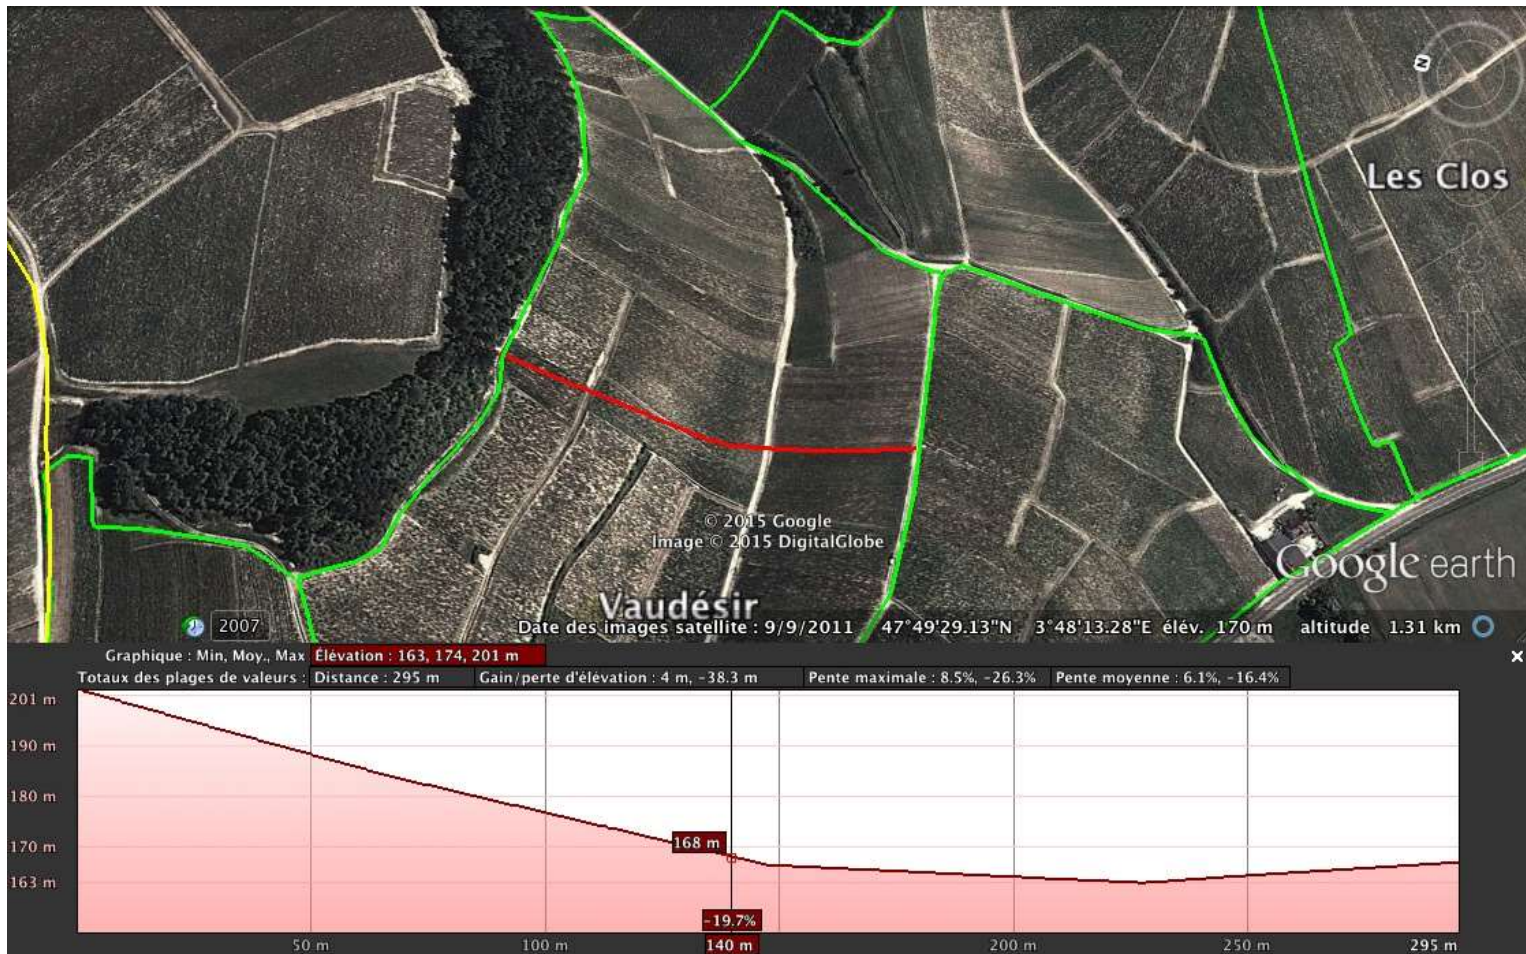 N
Les Clos
© 2015 Google
Image © 2015 DigitalGlobe
Google earth
Vaudésir
2007
Date des images satellite : 9/9/2011 47°49'29.13"N 3°48'13.28"E élév. 170 m altitude 1.31 km
Graphique : Min, Moy., Max Élévation : 163, 174, 201 m
Totaux des plages de valeurs : Distance : 295 m Gain/perte d'élévation : 4 m, -38.3 m Pente maximale : 8.5%, -26.3% Pente moyenne : 6.1%, -16.4%
201 m
190 m
180 m
170 m
168 m
163 m
-19.7%
50 m 100 m 140 m 200 m 250 m 295 m